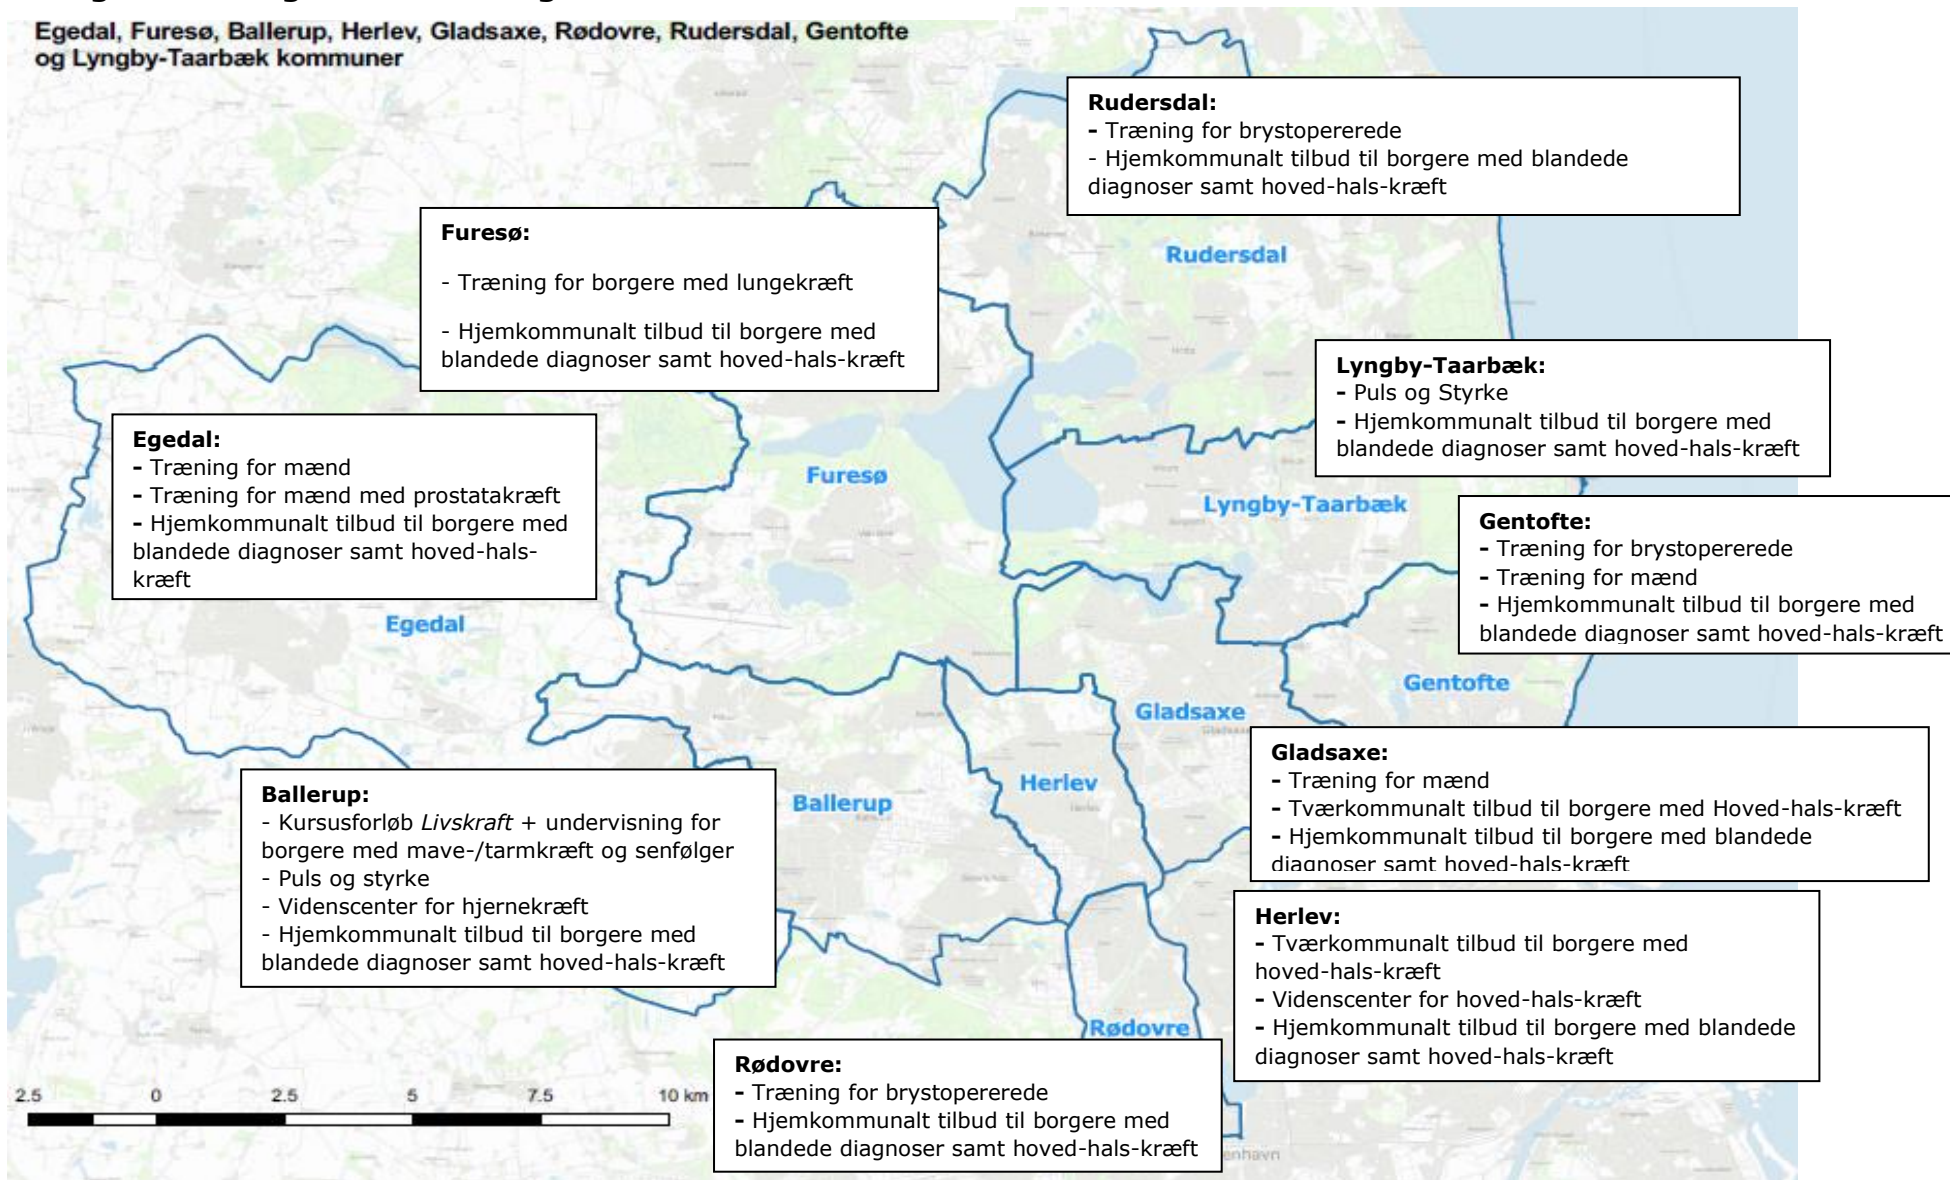 Egedal, Furesø, Ballerup, Herlev, Gladsaxe, Rødovre, Rudersdal, Gentofte
og Lyngby-Taarbæk kommuner
Rudersdal:
- Træning for brystopererede
- Hjemkommunalt tilbud til borgere med blandede
diagnoser samt hoved-hals-kræft
Furesø:
- Træning for borgere med lungekræft
- Hjemkommunalt tilbud til borgere med
blandede diagnoser samt hoved-hals-kræft
Rudersdal
Lyngby-Taarbæk:
- Puls og Styrke
- Hjemkommunalt tilbud til borgere med
blandede diagnoser samt hoved-hals-kræft
Egedal:
- Træning for mænd
- Træning for mænd med prostatakræft
- Hjemkommunalt tilbud til borgere med
blandede diagnoser samt hoved-hals-
kræft
Furesø
Lyngby-Taarbæk
Gentofte:
- Træning for brystopererede
- Træning for mænd
- Hjemkommunalt tilbud til borgere med
blandede diagnoser samt hoved-hals-kræft
Egedal
Gentofte
Gladsaxe
Gladsaxe:
- Træning for mænd
- Tværkommunalt tilbud til borgere med Hoved-hals-kræft
- Hjemkommunalt tilbud til borgere med blandede
diagnoser samt hoved-hals-kræft
Herlev
Ballerup
Ballerup:
- Kursusforløb Livskraft + undervisning for
borgere med mave-/tarmkræft og senfølger
- Puls og styrke
- Videnscenter for hjernekræft
- Hjemkommunalt tilbud til borgere med
blandede diagnoser samt hoved-hals-kræft
Herlev:
- Tværkommunalt tilbud til borgere med
hoved-hals-kræft
- Videnscenter for hoved-hals-kræft
- Hjemkommunalt tilbud til borgere med blandede
diagnoser samt hoved-hals-kræft
Rødovre
Rødovre:
- Træning for brystopererede
- Hjemkommunalt tilbud til borgere med
blandede diagnoser samt hoved-hals-kræft
2.5 0 2.5 5 7.5 10 km